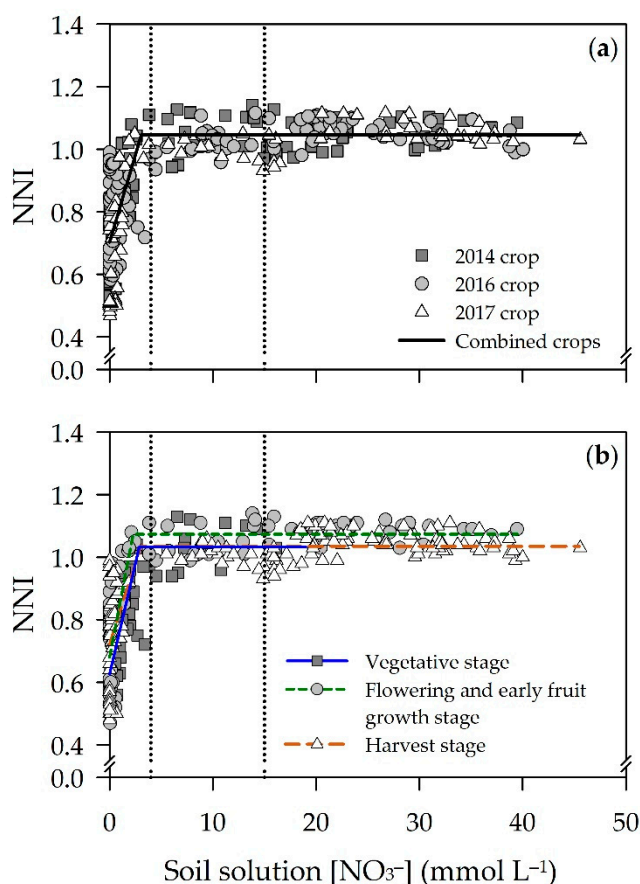 (a)
NNI
1.4
1.2
1.0
0.8
0.6
0.4
0.0
2014 crop
2016 crop
2017 crop
Combined crops
(b)
NNI
1.4
1.2
1.0
0.8
0.6
0.4
0.0
Vegetative stage
Flowering and early fruit
growth stage
Harvest stage
0 10 20 30 40 50
Soil solution [NO₃⁻] (mmol L⁻¹)